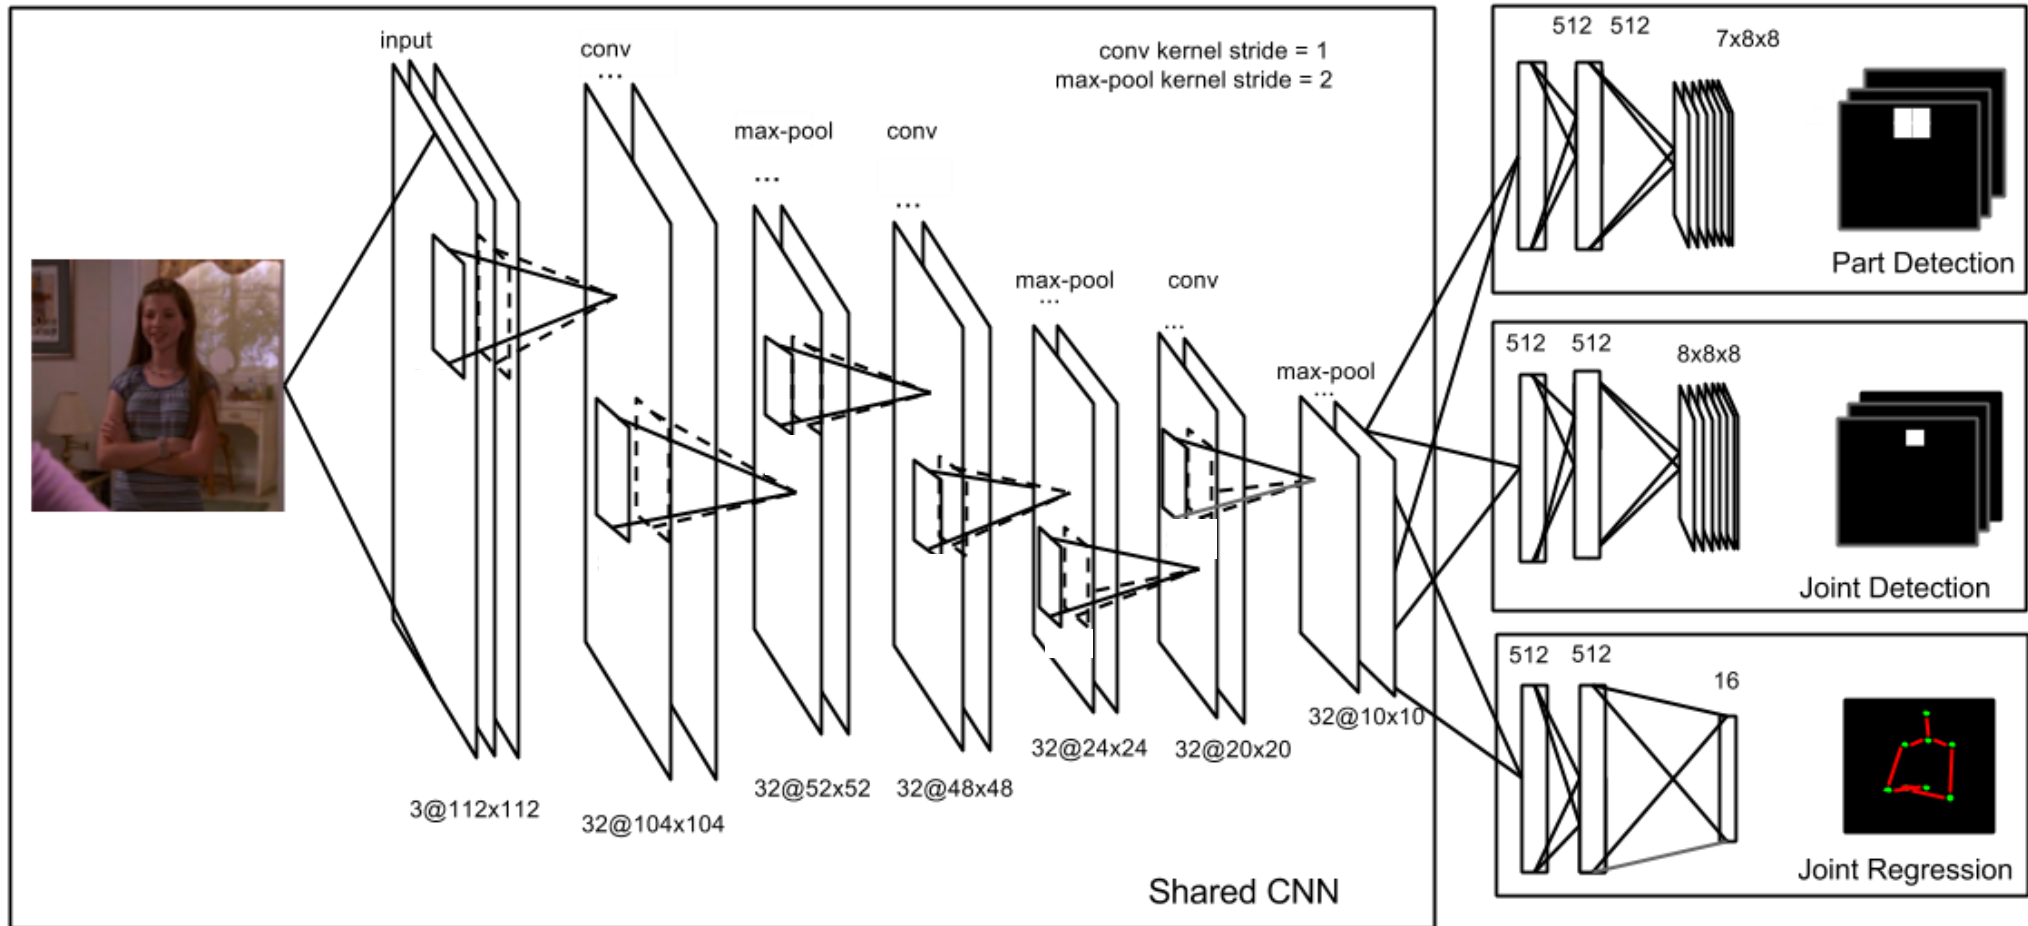 input
conv
...
conv kernel stride = 1
max-pool kernel stride = 2
max-pool
...
conv
...
max-pool
...
conv
...
max-pool
...
3@112x112
32@104x104
32@52x52
32@48x48
32@24x24
32@20x20
32@10x10
Shared CNN
512 512 7x8x8
Part Detection
512 512 8x8x8
Joint Detection
512 512 16
Joint Regression